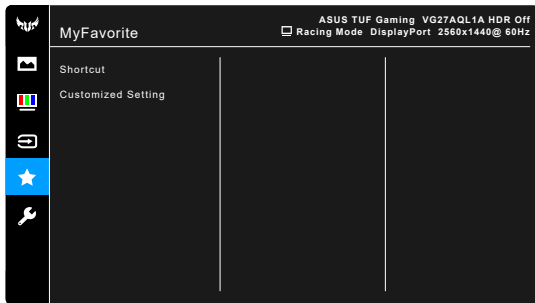 MyFavorite
ASUS TUF Gaming VG27AQL1A HDR Off
Racing Mode DisplayPort 2560x1440@ 60Hz
Shortcut
Customized Setting